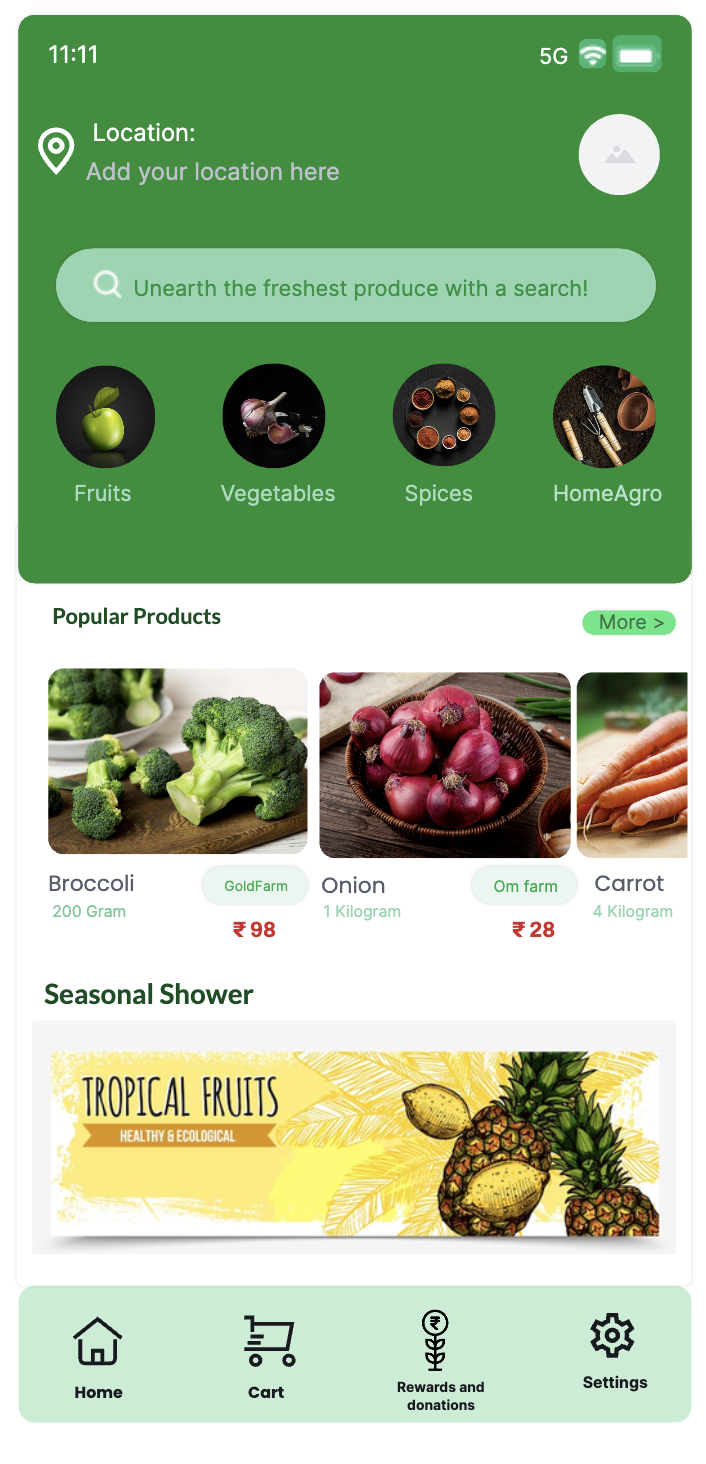 11:11
5G
Location:
Add your location here
Unearth the freshest produce with a search!
Fruits
Vegetables
Spices
HomeAgro
Popular Products
More >
Broccoli
GoldFarm
200 Gram
₹ 98
Onion
Om farm
1 Kilogram
₹ 28
Carrot
4 Kilogram
Seasonal Shower
TROPICAL FRUITS
HEALTHY & ECOLOGICAL
Home
Cart
₹
Rewards and
donations
Settings